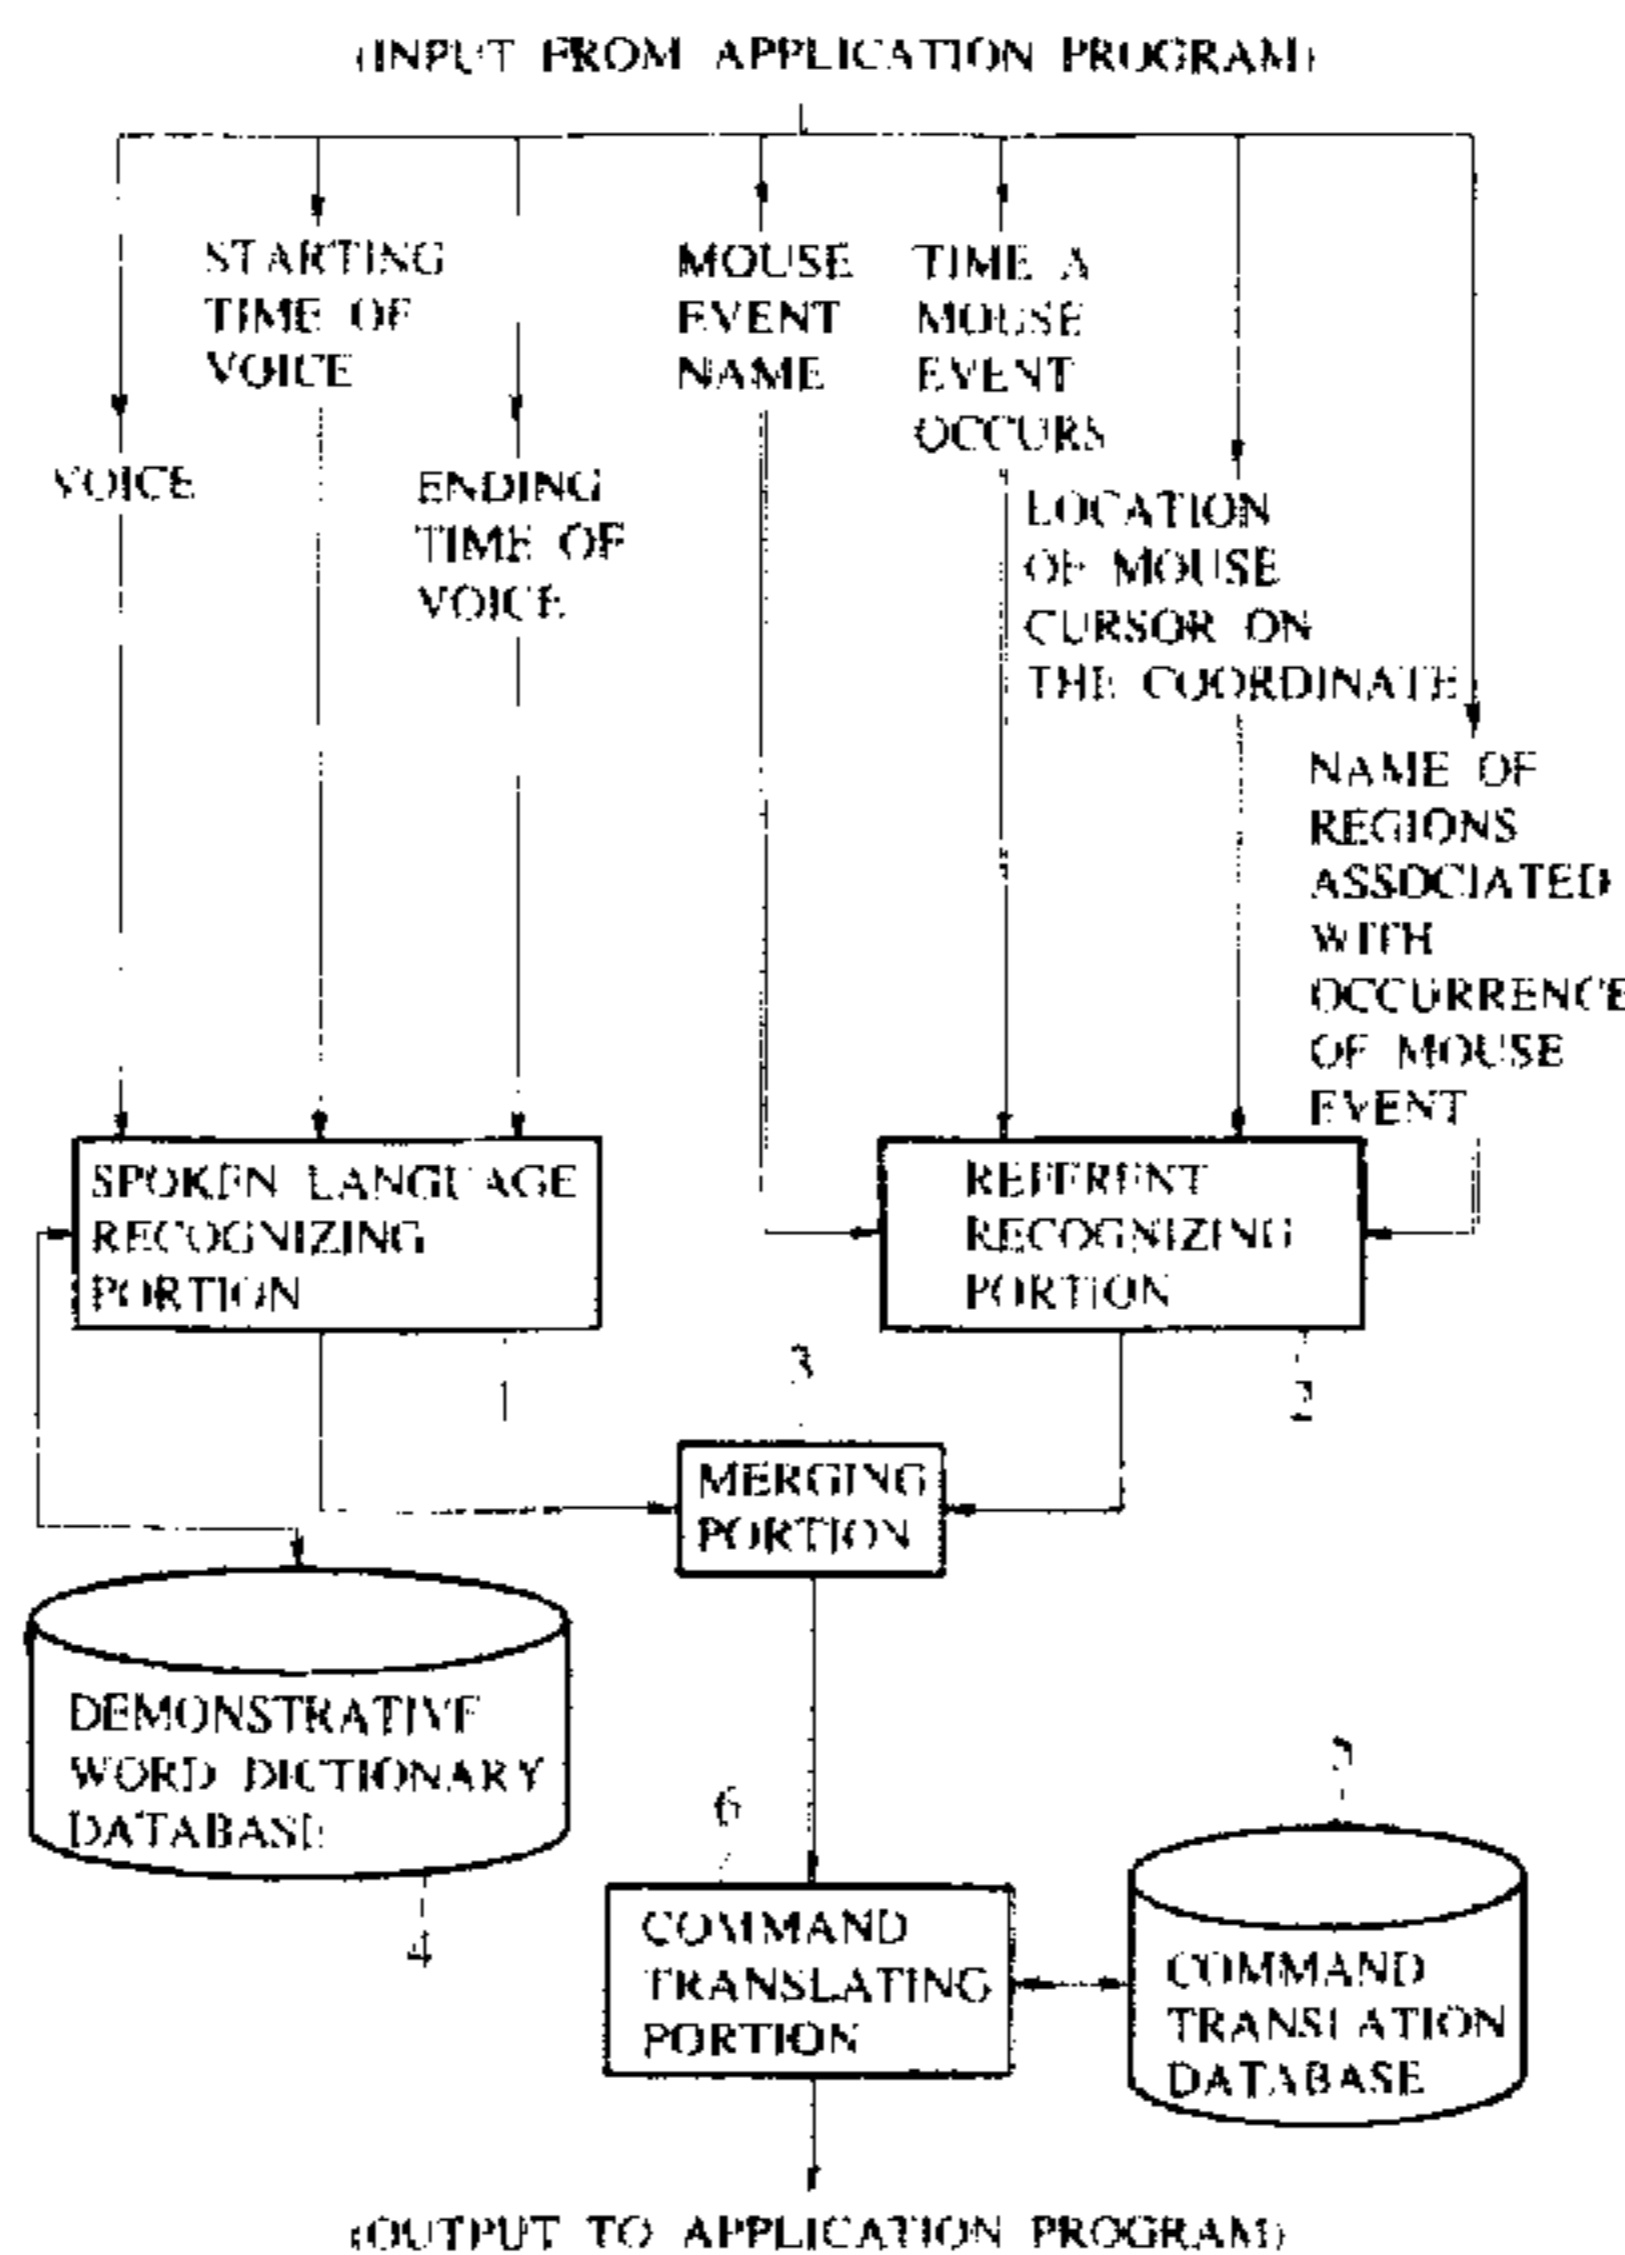 (INPUT FROM APPLICATION PROGRAM)
STARTING
TIME OF
VOICE
MOUSE
EVENT
NAME
TIME A
MOUSE
EVENT
OCCURS
VOICE
ENDING
TIME OF
VOICE
LOCATION
OF MOUSE
CURSOR ON
THE COORDINATE
NAME OF
REGIONS
ASSOCIATED
WITH
OCCURRENCE
OF MOUSE
EVENT
SPOKEN LANGUAGE
RECOGNIZING
PORTION
REFERENT
RECOGNIZING
PORTION
1
3
2
MERGING
PORTION
DEMONSTRATIVE
WORD DICTIONARY
DATABASE
4
6
5
COMMAND
TRANSLATING
PORTION
COMMAND
TRANSLATION
DATABASE
(OUTPUT TO APPLICATION PROGRAM)